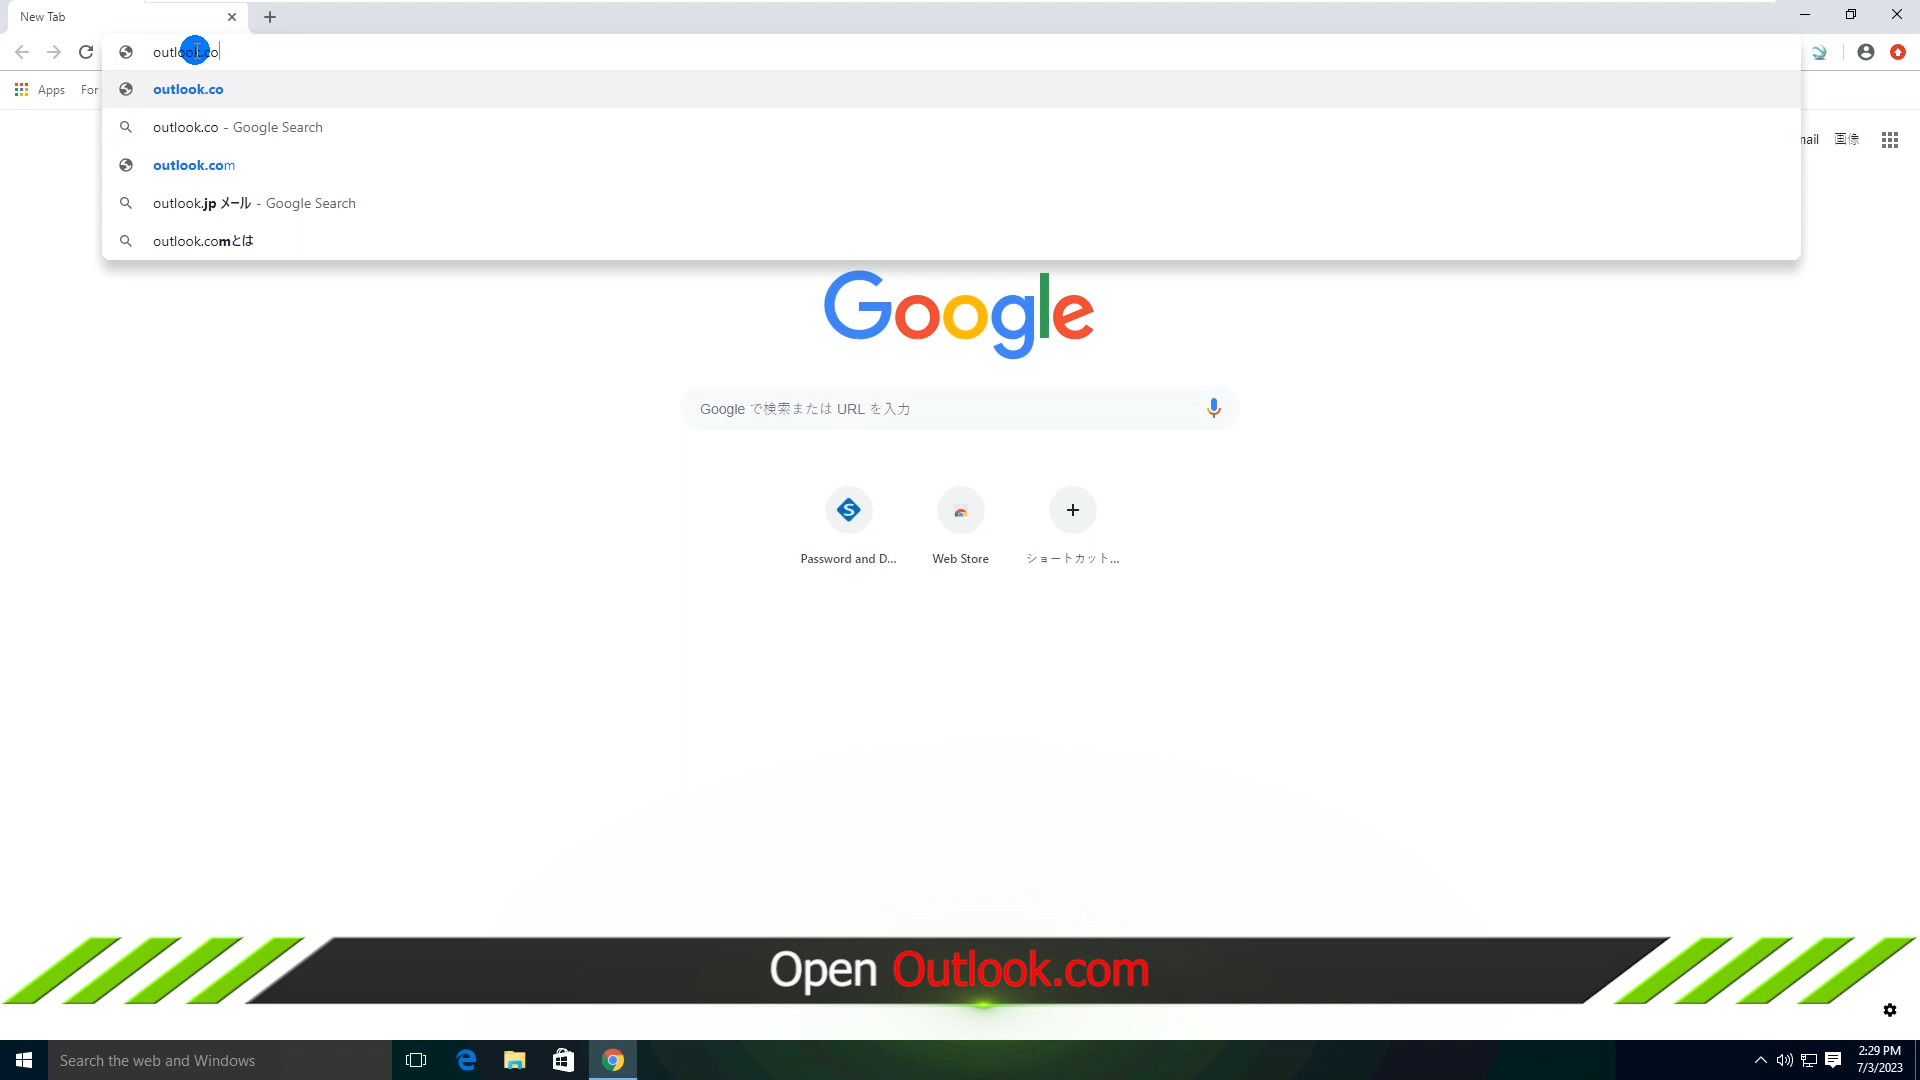 New Tab
outlook.co
outlook.co
outlook.co - Google Search
outlook.com
outlook.jp メール - Google Search
outlook.comとは
Apps For
mail 画像
Google
Google で検索または URL を入力
Password and D... Web Store ショートカット...
Open Outlook.com
Search the web and Windows
2:29 PM
7/3/2023